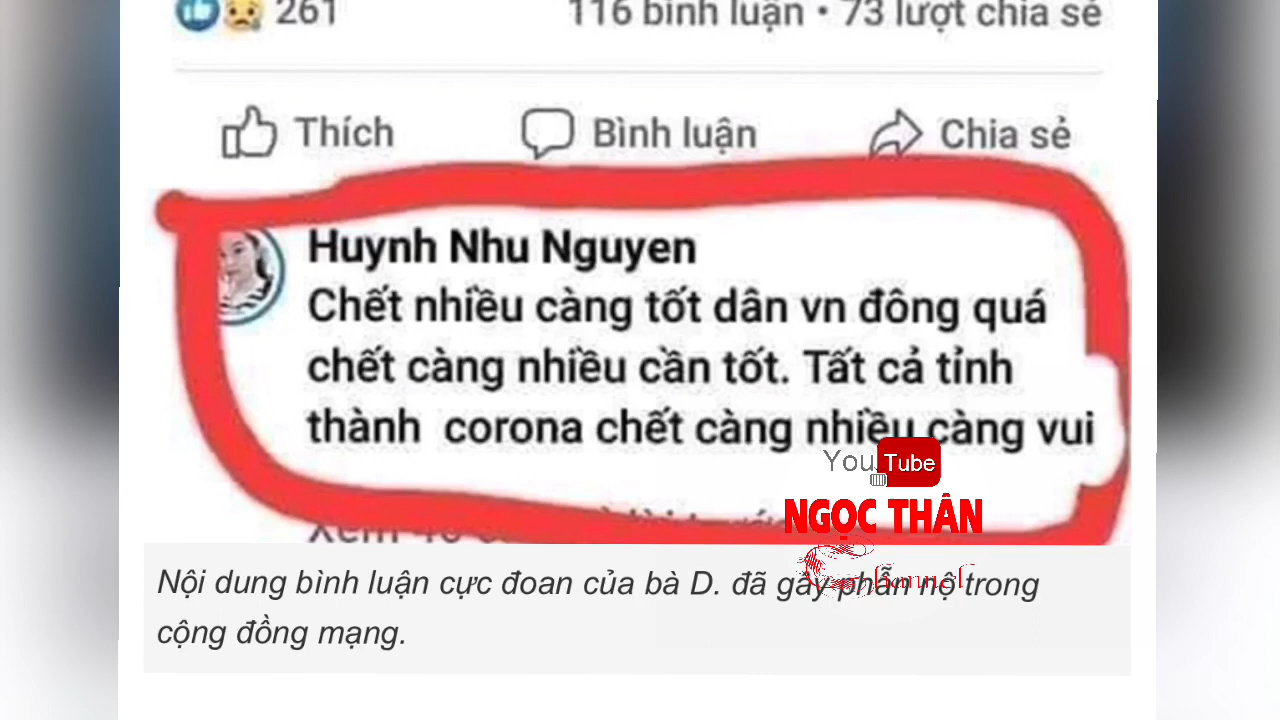 261
116 bình luận • 73 lượt chia sẻ
Thích
Bình luận
Chia sẻ
Huynh Nhu Nguyen
Chết nhiều càng tốt dân vn đông quá
chết càng nhiều cần tốt. Tất cả tỉnh
thành corona chết càng nhiều càng vui
YouTube
NGỌC THÂN
Channel
Xem
Nội dung bình luận cực đoan của bà D. đã gây phẫn nộ trong
cộng đồng mạng.